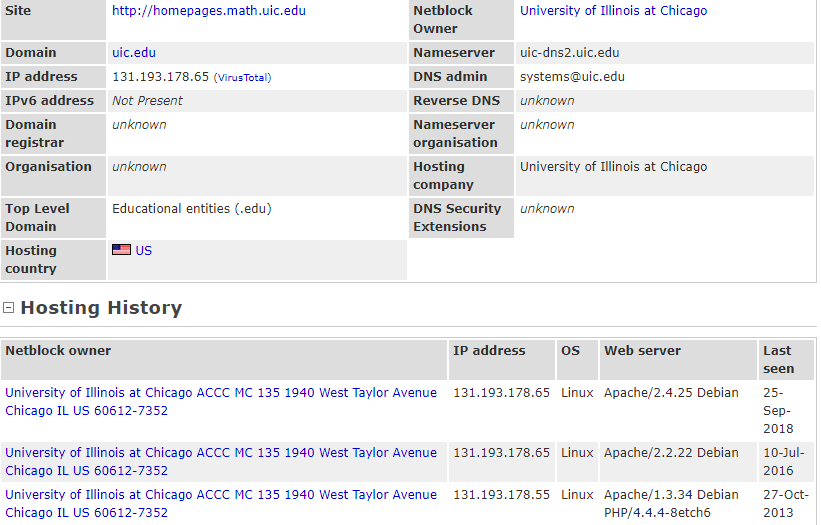 Site http://homepages.math.uic.edu Netblock University of Illinois at Chicago
Owner
Domain uic.edu Nameserver uic-dns2.uic.edu
IP address 131.193.178.65 (VirusTotal) DNS admin systems@uic.edu
IPv6 address Not Present Reverse DNS unknown
Domain unknown Nameserver unknown
registrar organisation
Organisation unknown Hosting University of Illinois at Chicago
company
Top Level Educational entities (.edu) DNS Security unknown
Domain Extensions
Hosting US
country
Hosting History
Netblock owner IP address OS Web server Last
seen
University of Illinois at Chicago ACCC MC 135 1940 West Taylor Avenue 131.193.178.65 Linux Apache/2.4.25 Debian 25-
Chicago IL US 60612-7352 Sep-
2018
University of Illinois at Chicago ACCC MC 135 1940 West Taylor Avenue 131.193.178.65 Linux Apache/2.2.22 Debian 10-Jul-
Chicago IL US 60612-7352 2016
University of Illinois at Chicago ACCC MC 135 1940 West Taylor Avenue 131.193.178.55 Linux Apache/1.3.34 Debian 27-Oct-
Chicago IL US 60612-7352 PHP/4.4.4-8etch6 2013